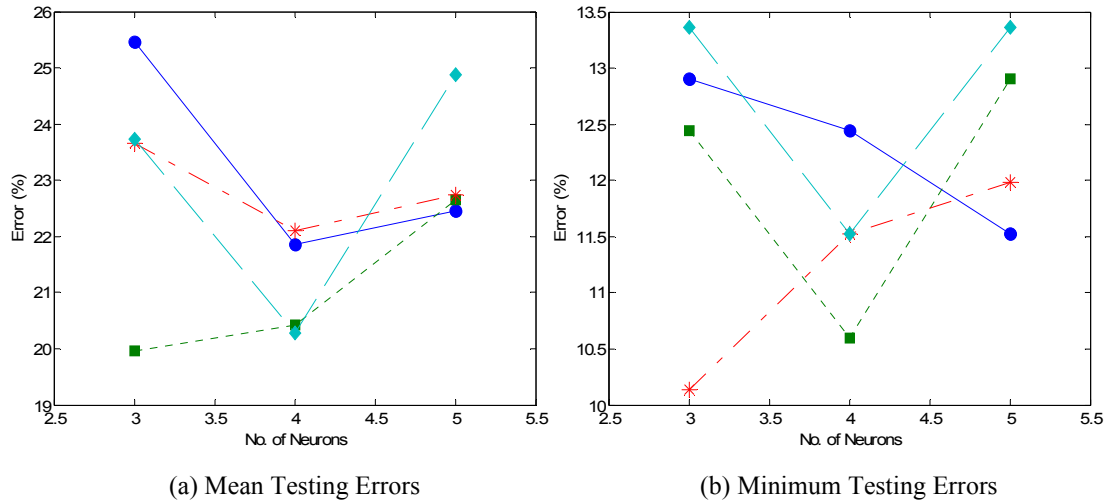 26
25
24
23
22
21
20
19
Error (%)
2.5 3 3.5 4 4.5 5 5.5
No. of Neurons
(a) Mean Testing Errors
13.5
13
12.5
12
11.5
11
10.5
10
Error (%)
2.5 3 3.5 4 4.5 5 5.5
No. of Neurons
(b) Minimum Testing Errors